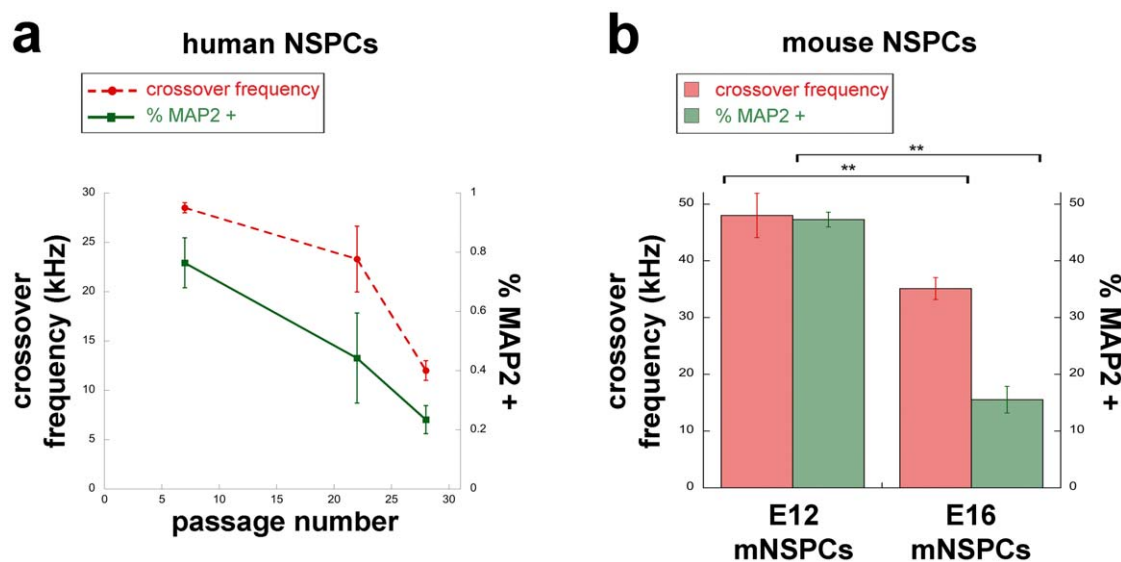 a
human NSPCs
crossover frequency
% MAP2 +
30
25
20
15
10
5
0
crossover
frequency (kHz)
1
0.8
0.6
0.4
0.2
0
% MAP2 +
0 5 10 15 20 25 30
passage number
b
mouse NSPCs
crossover frequency
% MAP2 +
**
**
50
40
30
20
10
0
crossover
frequency (kHz)
50
40
30
20
10
0
% MAP2 +
E12
mNSPCs
E16
mNSPCs